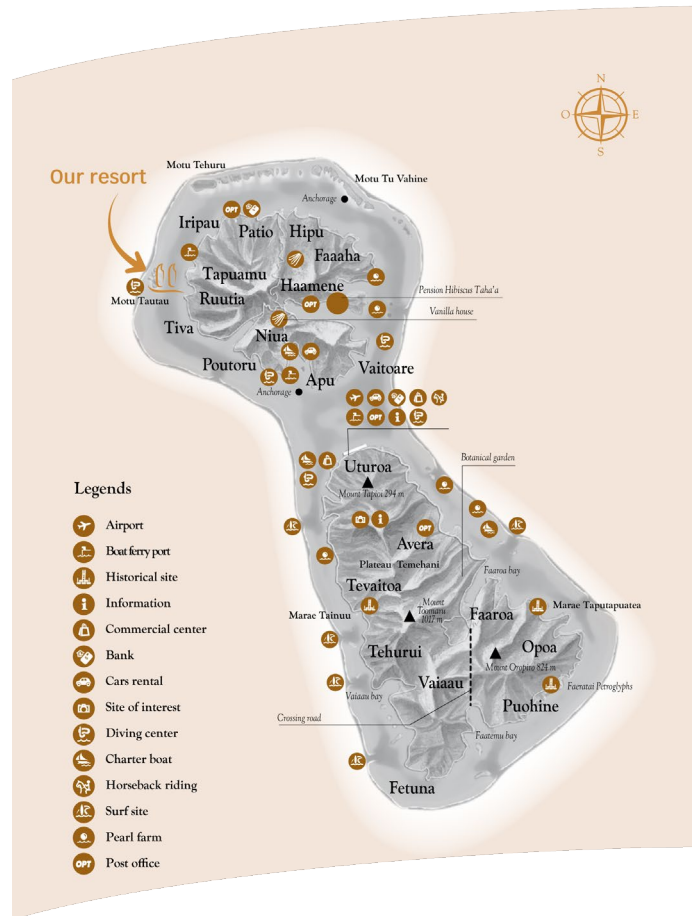 N
O
E
S
Motu Tehuru
Our resort
Motu Tu Vahine
Anchorage
OPT
Iripau
Patio
Hipu
Faaaha
Tapuamu
Haamene
Pension Hibiscus Taha'a
Motu Tautau
Ruutia
OPT
Vanilla house
Tiva
Niua
Poutoru
Apu
Vaitoare
Anchorage
OPT
i
Uturoa
Botanical garden
Mount Tapioi 294 m
Legends
Airport
Boat ferry port
Historical site
i
Information
Commercial center
Bank
Cars rental
Site of interest
Diving center
Charter boat
Horseback riding
Surf site
Pearl farm
OPT
Post office
i
OPT
Avera
Plateau Temehani
Faaroa bay
Tevaitoa
Marae Tainuu
Mount
Toomaru
1017 m
Faaroa
Marae Taputapuatea
Tehurui
Opoa
Mount Oropiro 824 m
Vaiaau
Faeratai Petroglyphs
Vaiaau bay
Puohine
Crossing road
Faatemu bay
Fetuna